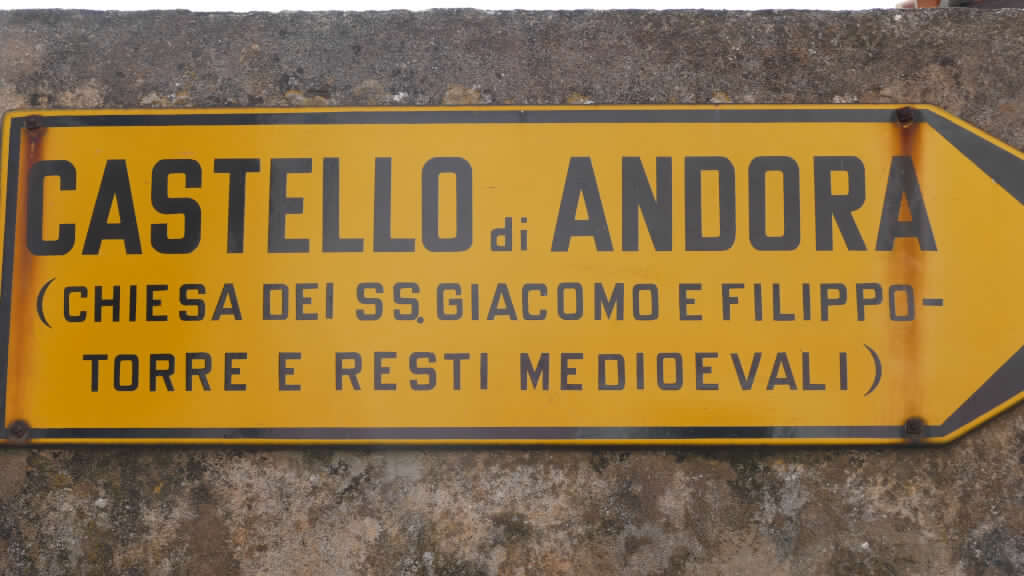 CASTELLO di ANDORA
(CHIESA DEI SS. GIACOMO E FILIPPO-
TORRE E RESTI MEDIOEVALI)